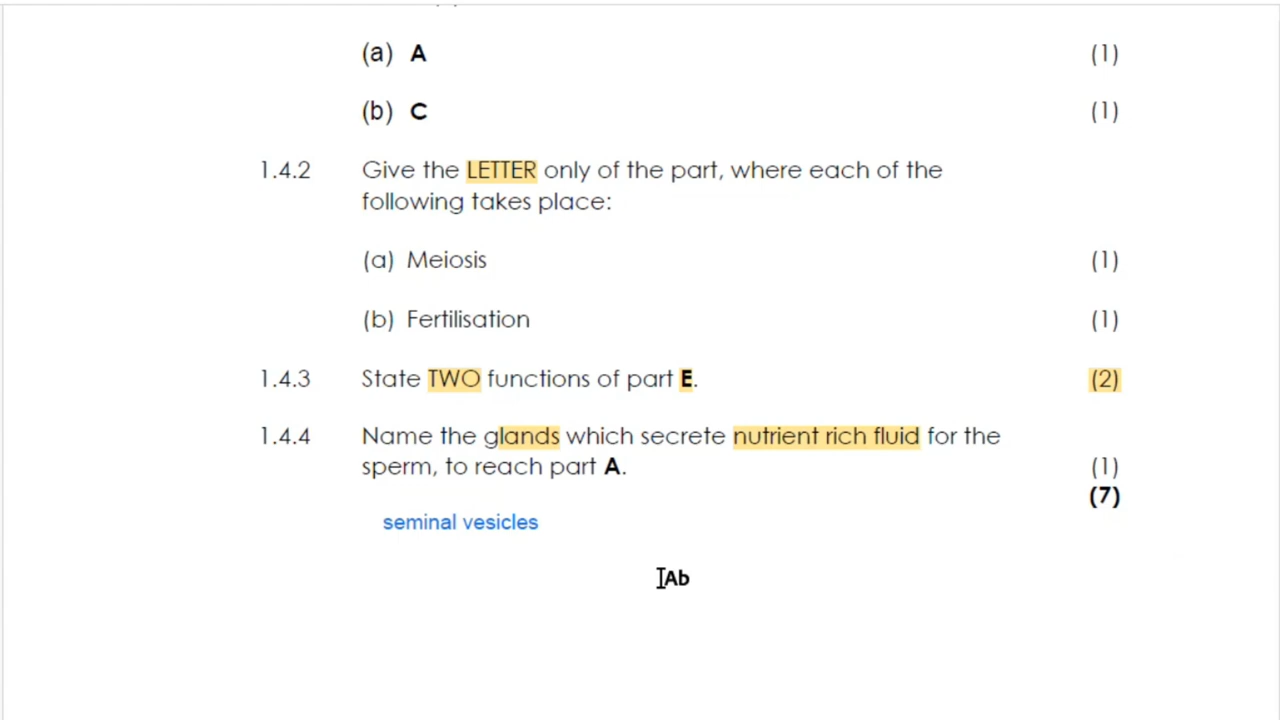 (a) A (1)
(b) C (1)
1.4.2 Give the LETTER only of the part, where each of the
following takes place:
(a) Meiosis (1)
(b) Fertilisation (1)
1.4.3 State TWO functions of part E. (2)
1.4.4 Name the glands which secrete nutrient rich fluid for the
sperm, to reach part A. (1)
(7)
seminal vesicles
Ab